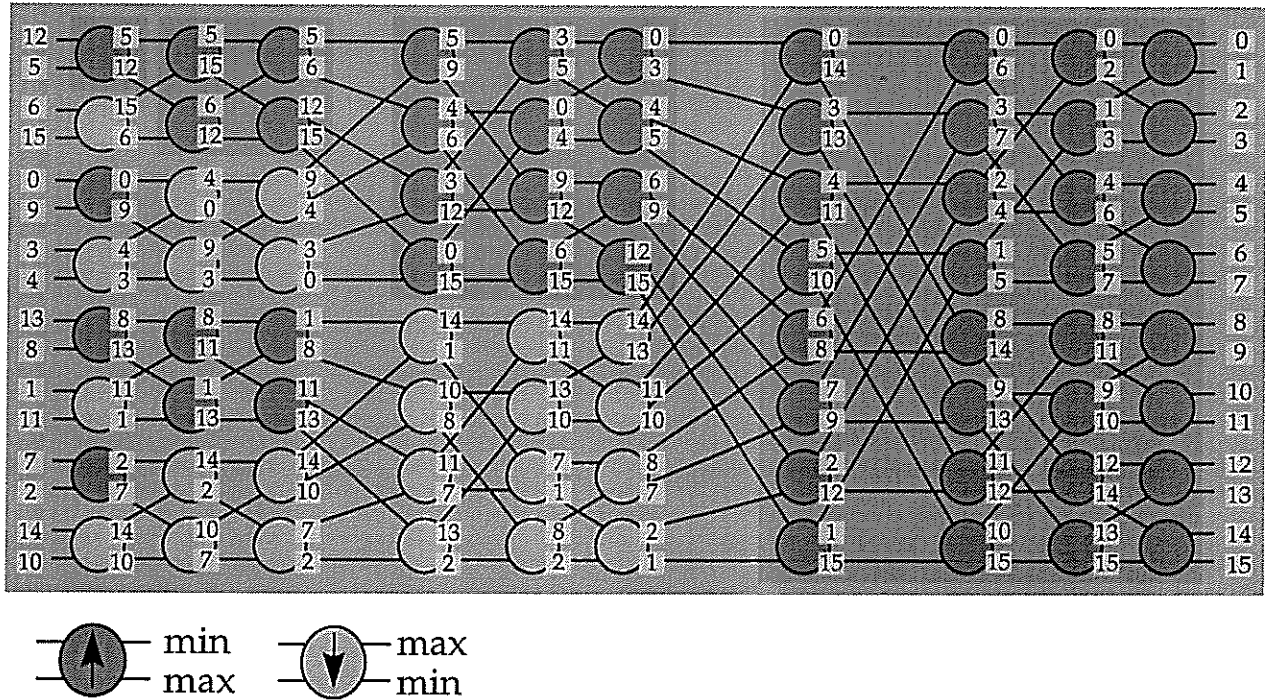 12 5 5 5 5 3 0 0 0 0 0
5 12 15 6 9 5 3 14 6 2 1
6 15 6 12 4 0 4 3 3 1 2
15 6 12 15 6 4 5 13 7 3 3
0 0 4 9 3 9 6 4 2 4 4
9 9 0 4 12 12 9 11 4 6 5
3 4 9 3 0 6 12 5 1 5 6
4 3 3 0 15 15 15 10 5 7 7
13 8 8 1 14 14 14 6 8 8 8
8 13 11 8 1 11 13 8 14 11 9
1 11 1 11 10 13 11 7 9 9 10
11 1 13 13 8 10 10 9 13 10 11
7 2 14 14 11 7 8 2 11 12 12
2 7 2 10 7 1 7 12 12 14 13
14 14 10 7 13 8 2 1 10 13 14
10 10 7 2 2 2 1 15 15 15 15
min max
max min